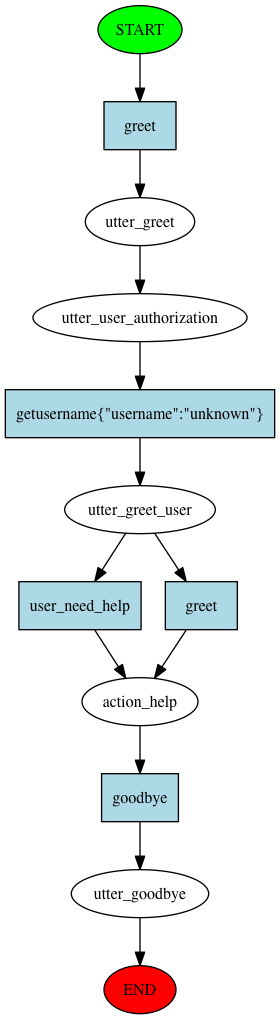 START
greet
utter_greet
utter_user_authorization
getusername{"username":"unknown"}
utter_greet_user
user_need_help
greet
action_help
goodbye
utter_goodbye
END